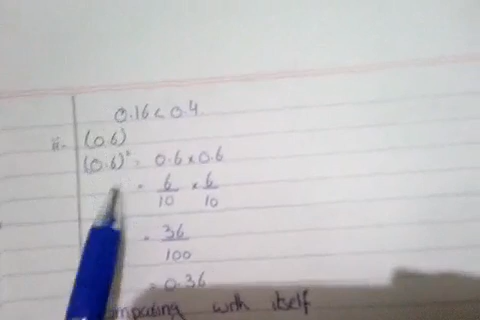 0.16 < 0.4
ii- (0.6)
(0.6)² = 0.6 x 0.6
= 6/10 x 6/10
= 36/100
= 0.36
with itself